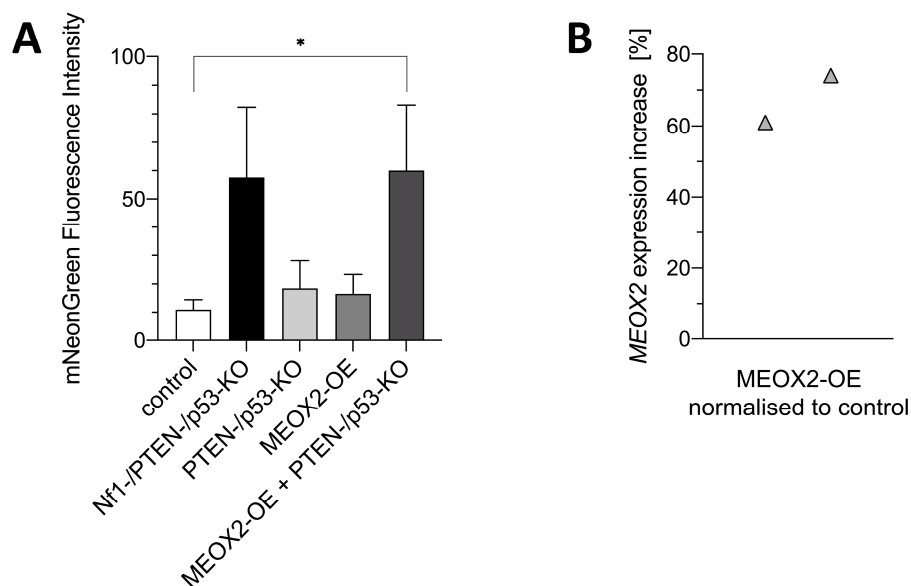 A
mNeonGreen Fluorescence Intensity
100
50
0
*
control
Nf1-/PTEN-/p53-KO
PTEN-/p53-KO
MEOX2-OE
MEOX2-OE + PTEN-/p53-KO
B
MEOX2 expression increase [%]
80
60
40
20
0
MEOX2-OE
normalised to control